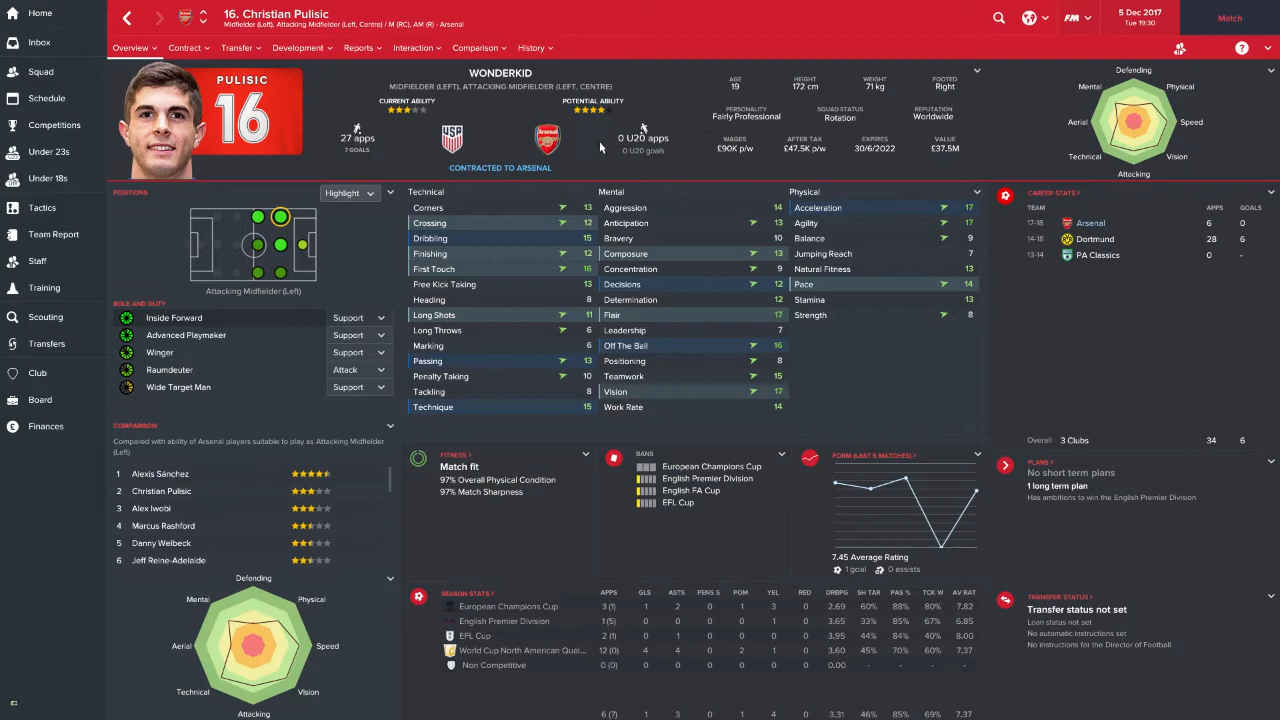 Home
Inbox
Squad
Schedule
Competitions
Under 23s
Under 18s
Tactics
Team Report
Staff
Training
Scouting
Transfers
Club
Board
Finances
16. Christian Pulisic
Midfielder (Left), Attacking Midfielder (Left, Centre) / M (RC), AM (R) - Arsenal
FM
5 Dec 2017
Tue 19:30
Match
Overview Contract Transfer Development Reports Interaction Comparison History
?
PULISIC
16
WONDERKID
MIDFIELDER (LEFT), ATTACKING MIDFIELDER (LEFT, CENTRE)
CURRENT ABILITY POTENTIAL ABILITY
27 apps
7 GOALS
USA
Arsenal
0 U20 apps
0 U20 goals
CONTRACTED TO ARSENAL
AGE HEIGHT WEIGHT FOOTED
19 172 cm 71 kg Right
PERSONALITY SQUAD STATUS REPUTATION
Fairly Professional Rotation Worldwide
WAGES AFTER TAX EXPIRES VALUE
£90K p/w £47.5K p/w 30/6/2022 £37.5M
Defending
Mental Physical
Aerial Speed
Technical Vision
Attacking
POSITIONS
Highlight
Attacking Midfielder (Left)
ROLE AND DUTY
Inside Forward Support
Advanced Playmaker Support
Winger Support
Raumdeuter Attack
Wide Target Man Support
COMPARISON
Compared with ability of Arsenal players suitable to play as Attacking Midfielder
(Left)
1 Alexis Sánchez
2 Christian Pulisic
3 Alex Iwobi
4 Marcus Rashford
5 Danny Welbeck
6 Jeff Reine-Adelaide
Defending
Mental Physical
Aerial Speed
Technical Vision
Attacking
Technical
Corners 13
Crossing 12
Dribbling 15
Finishing 12
First Touch 16
Free Kick Taking 13
Heading 8
Long Shots 11
Long Throws 6
Marking 6
Passing 13
Penalty Taking 10
Tackling 8
Technique 15
Mental
Aggression 14
Anticipation 13
Bravery 10
Composure 13
Concentration 9
Decisions 12
Determination 12
Flair 17
Leadership 7
Off The Ball 16
Positioning 8
Teamwork 15
Vision 17
Work Rate 14
Physical
Acceleration 17
Agility 17
Balance 9
Jumping Reach 7
Natural Fitness 13
Pace 14
Stamina 13
Strength 8
FITNESS
Match fit
97% Overall Physical Condition
97% Match Sharpness
BANS
European Champions Cup
English Premier Division
English FA Cup
EFL Cup
FORM (LAST 5 MATCHES)
7.45 Average Rating
1 goal 0 assists
SEASON STATS APPS GLS ASTS PENS S POM YEL RED DRBPG SH TAR PAS % TCK W AV RAT
European Champions Cup 3 (1) 1 2 0 1 3 0 2.69 60% 88% 80% 7.82
English Premier Division 1 (5) 0 0 0 0 1 0 3.65 33% 85% 67% 6.85
EFL Cup 2 (1) 0 1 0 0 0 0 3.95 44% 84% 40% 8.00
World Cup North American Qual... 12 (0) 4 4 0 2 1 0 3.60 45% 70% 60% 7.37
Non Competitive 0 (0) 0 0 0 0 0 0 0.00 - - - -
6 (7) 1 3 0 1 4 0 3.31 46% 85% 69% 7.37
CAREER STATS
TEAM APPS GOALS
17-18 Arsenal 6 0
14-18 Dortmund 28 6
13-14 PA Classics 0 -
Overall 3 Clubs 34 6
PLANS
No short term plans
1 long term plan
Has ambitions to win the English Premier Division
TRANSFER STATUS
Transfer status not set
Loan status not set
No automatic instructions set
No instructions for the Director of Football